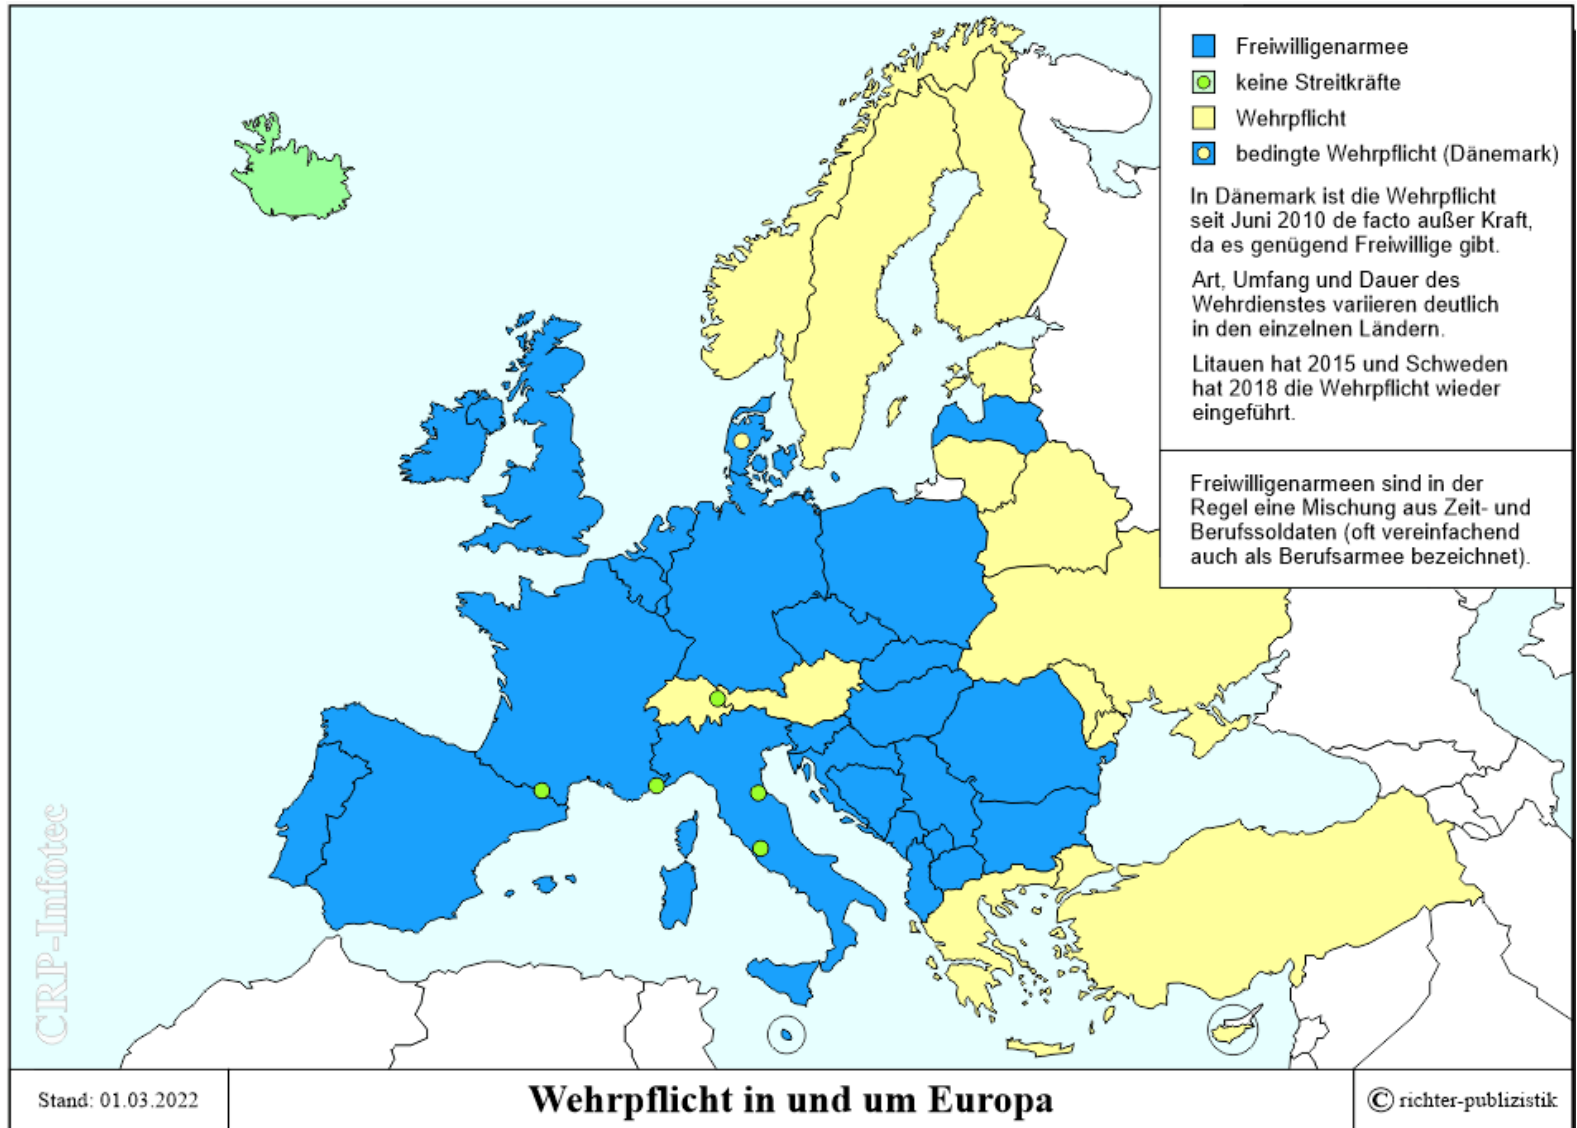 Freiwilligenarmee
keine Streitkräfte
Wehrpflicht
bedingte Wehrpflicht (Dänemark)
In Dänemark ist die Wehrpflicht
seit Juni 2010 de facto außer Kraft,
da es genügend Freiwillige gibt.
Art, Umfang und Dauer des
Wehrdienstes variieren deutlich
in den einzelnen Ländern.
Litauen hat 2015 und Schweden
hat 2018 die Wehrpflicht wieder
eingeführt.
Freiwilligenarmeen sind in der
Regel eine Mischung aus Zeit- und
Berufssoldaten (oft vereinfachend
auch als Berufsarmee bezeichnet).
CRP-Infotec
Stand: 01.03.2022
Wehrpflicht in und um Europa
© richter-publizistik